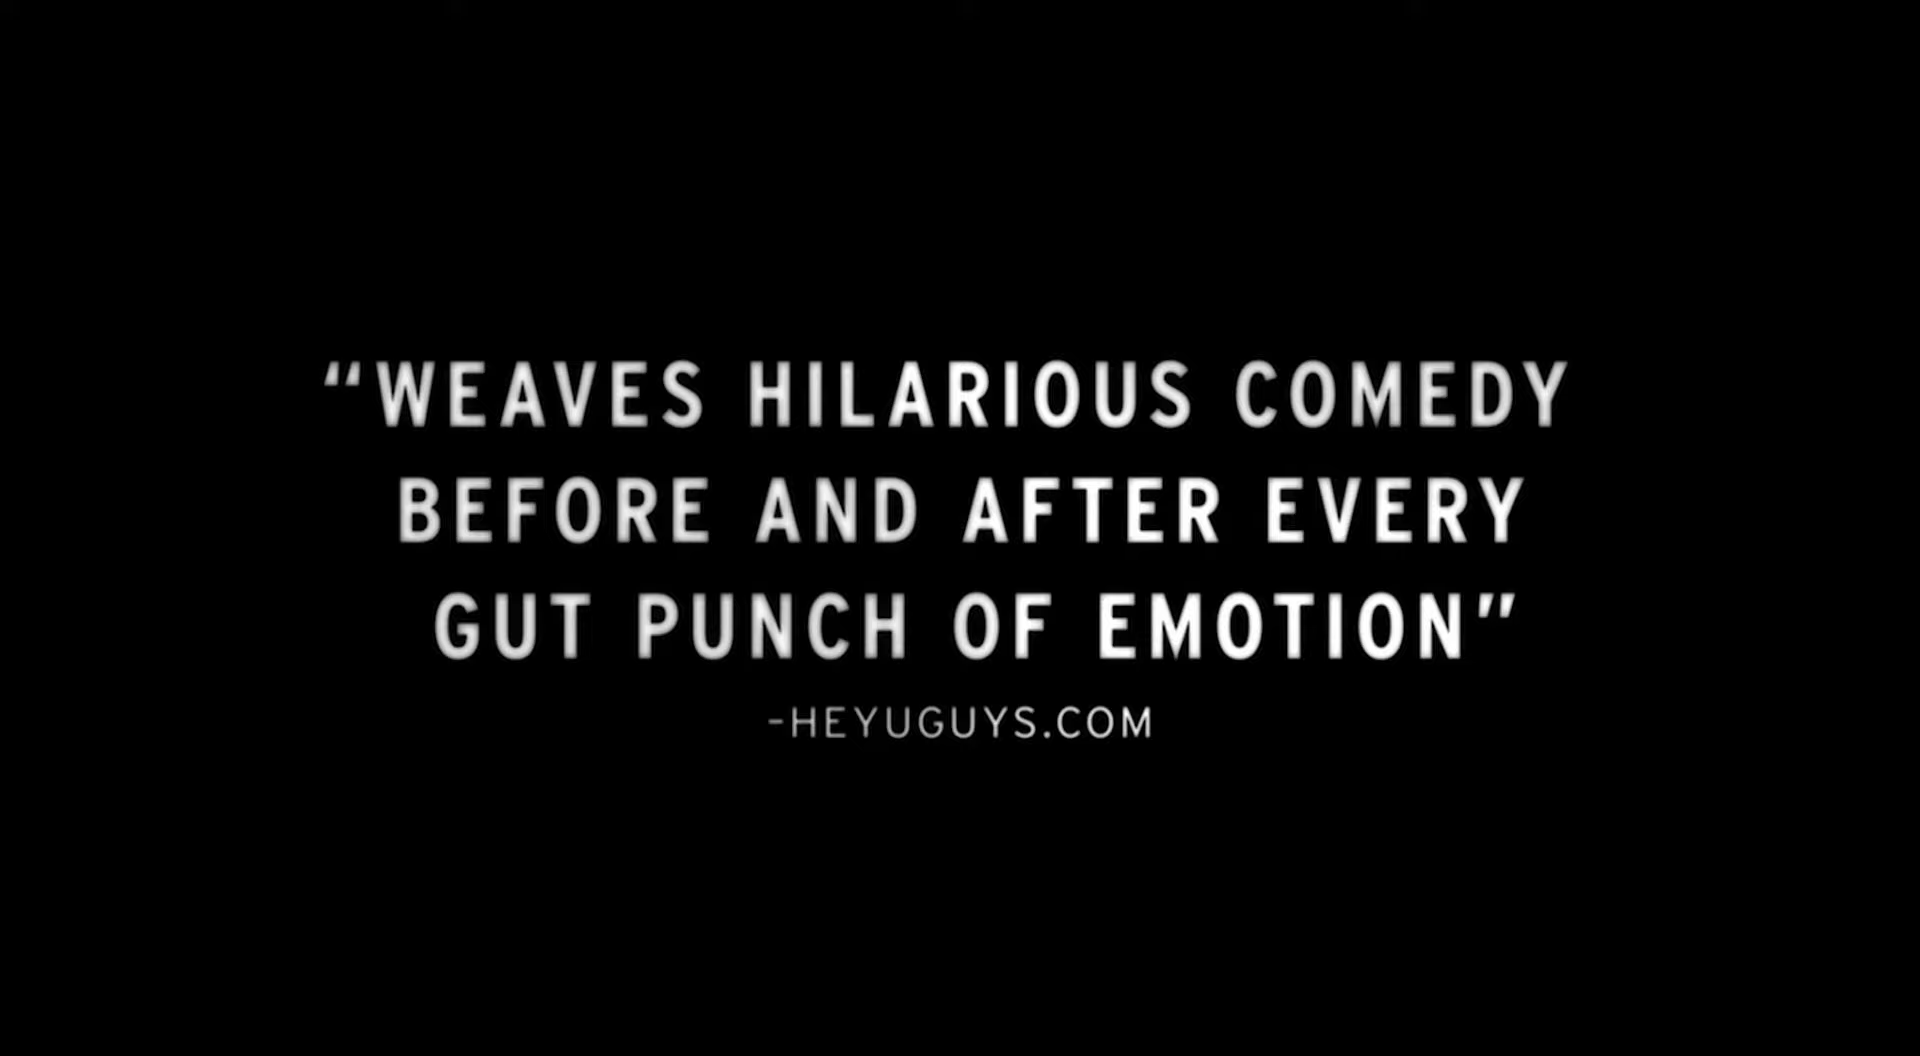 “WEAVES HILARIOUS COMEDY
BEFORE AND AFTER EVERY
GUT PUNCH OF EMOTION”
-HEYUGUYS.COM